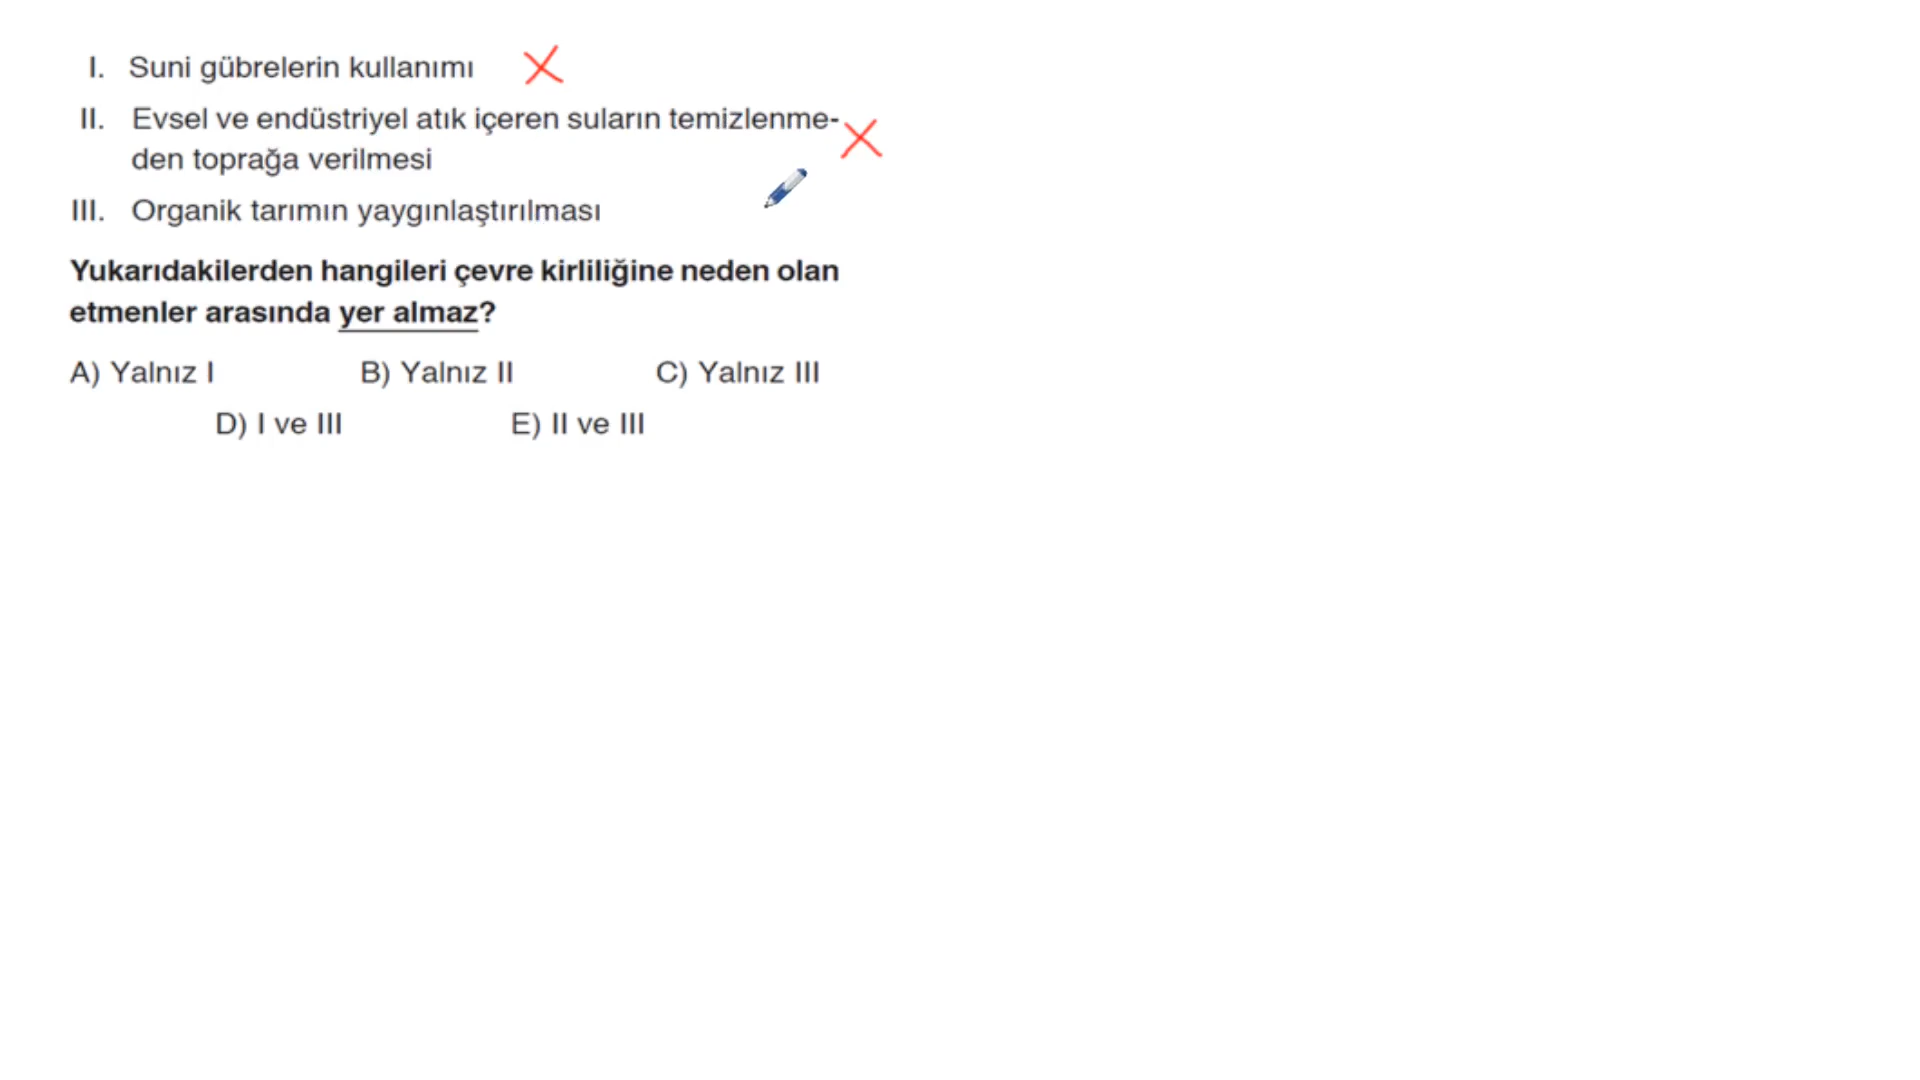 I. Suni gübrelerin kullanımı
II. Evsel ve endüstriyel atık içeren suların temizlenme-
den toprağa verilmesi
III. Organik tarımın yaygınlaştırılması
Yukarıdakilerden hangileri çevre kirliliğine neden olan
etmenler arasında yer almaz?
A) Yalnız I B) Yalnız II C) Yalnız III
D) I ve III E) II ve III